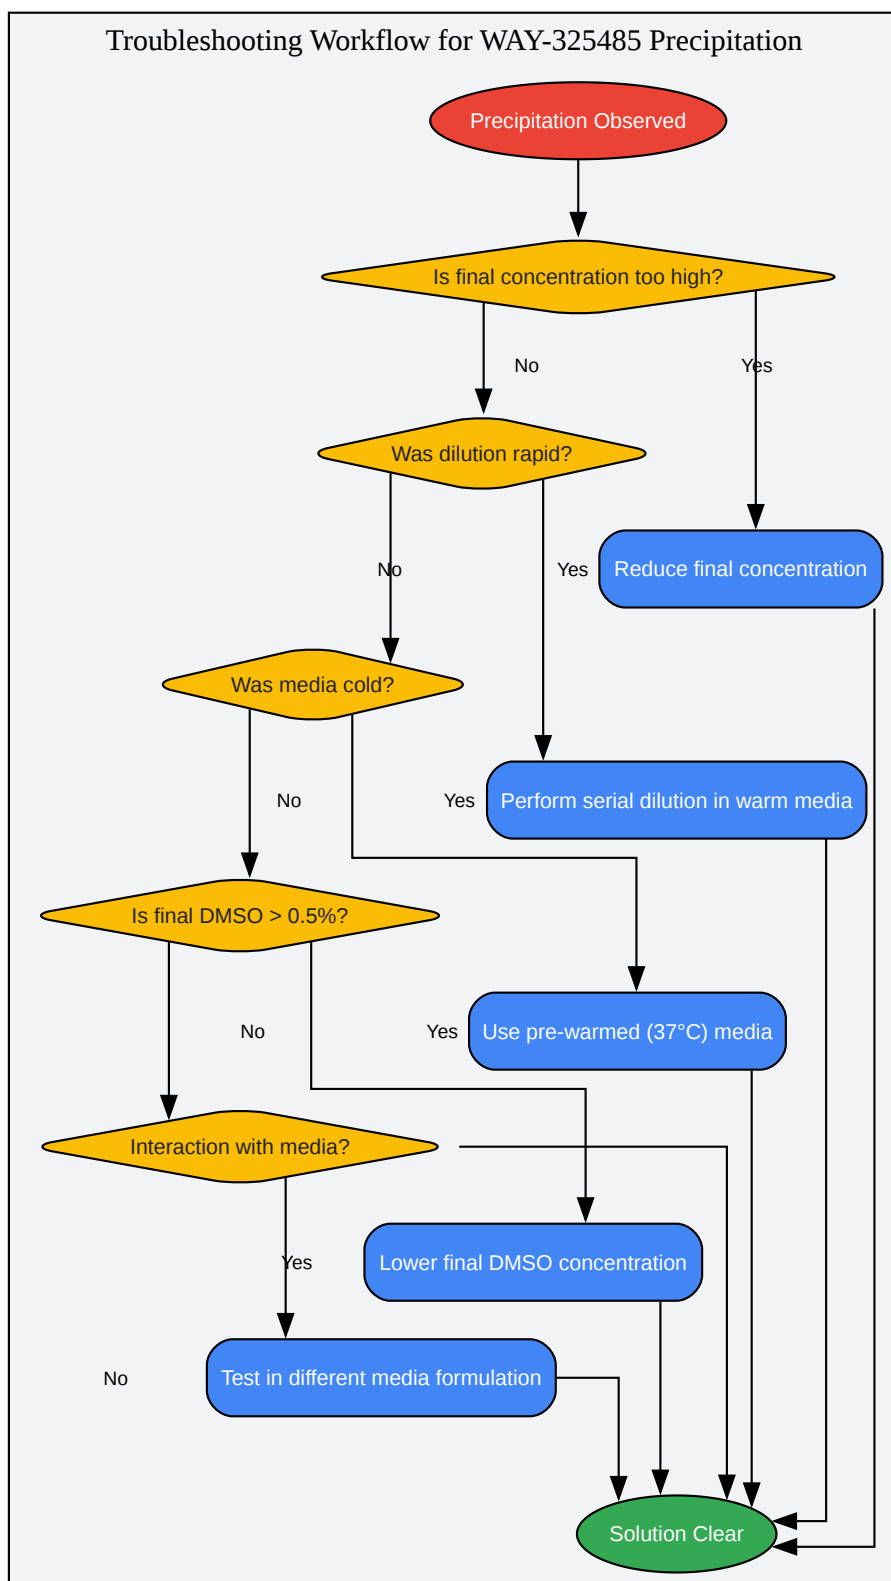 Troubleshooting Workflow for WAY-325485 Precipitation
Precipitation Observed
Is final concentration too high?
No
Yes
Was dilution rapid?
No
Yes
Reduce final concentration
Was media cold?
No
Yes
Perform serial dilution in warm media
Is final DMSO > 0.5%?
No
Yes
Use pre-warmed (37°C) media
Interaction with media?
Yes
Lower final DMSO concentration
No
Test in different media formulation
Solution Clear